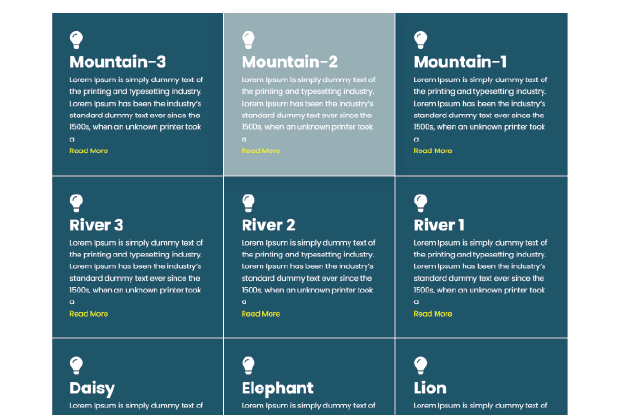 Mountain-3
Lorem Ipsum is simply dummy text of
the printing and typesetting industry.
Lorem Ipsum has been the industry's
standard dummy text ever since the
1500s, when an unknown printer took
a
Read More
Mountain-2
Lorem Ipsum is simply dummy text of
the printing and typesetting industry.
Lorem Ipsum has been the industry's
standard dummy text ever since the
1500s, when an unknown printer took
a
Read More
Mountain-1
Lorem Ipsum is simply dummy text of
the printing and typesetting industry.
Lorem Ipsum has been the industry's
standard dummy text ever since the
1500s, when an unknown printer took
a
Read More
River 3
Lorem Ipsum is simply dummy text of
the printing and typesetting industry.
Lorem Ipsum has been the industry's
standard dummy text ever since the
1500s, when an unknown printer took
a
Read More
River 2
Lorem Ipsum is simply dummy text of
the printing and typesetting industry.
Lorem Ipsum has been the industry's
standard dummy text ever since the
1500s, when an unknown printer took
a
Read More
River 1
Lorem Ipsum is simply dummy text of
the printing and typesetting industry.
Lorem Ipsum has been the industry's
standard dummy text ever since the
1500s, when an unknown printer took
a
Read More
Daisy
Lorem Ipsum is simply dummy text of
Elephant
Lorem Ipsum is simply dummy text of
Lion
Lorem Ipsum is simply dummy text of